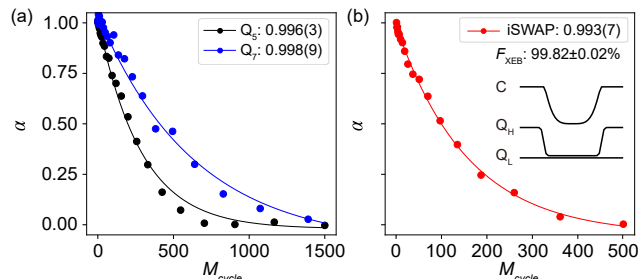 (a)
Q5: 0.996(3)
Q7: 0.998(9)
α
1.00
0.75
0.50
0.25
0.00
0
500
1000
1500
Mcycle
(b)
iSWAP: 0.993(7)
FXEB: 99.82±0.02%
C
QH
QL
α
0
100
200
300
400
500
Mcycle